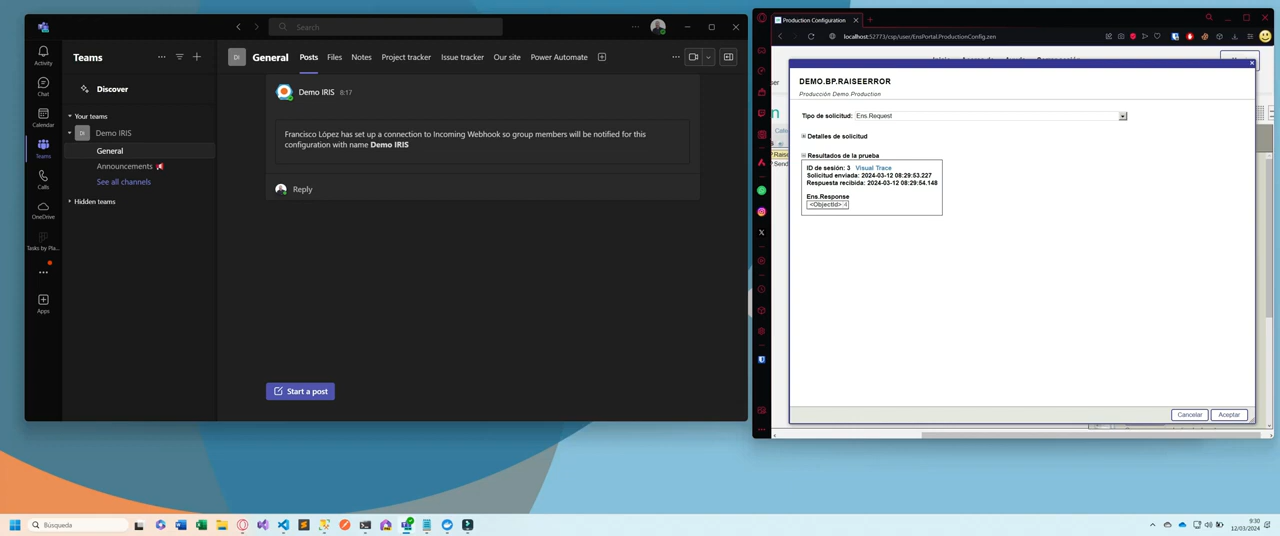 Search
Activity
Chat
Calendar
Teams
Calls
OneDrive
Tasks by Pla...
Apps
Teams
Discover
Your teams
DI Demo IRIS
General
Announcements
See all channels
Hidden teams
DI General Posts Files Notes Project tracker Issue tracker Our site Power Automate
Demo IRIS 8:17
Francisco López has set up a connection to Incoming Webhook so group members will be notified for this
configuration with name Demo IRIS
Reply
Start a post
Production Configuration
localhost:52773/csp/user/EnsPortal.ProductionConfig.zen
DEMO.BP.RAISEERROR
Producción Demo Production
Tipo de solicitud: Ens.Request
Detalles de solicitud
Resultados de la prueba
ID de sesión: 3 Visual Trace
Solicitud enviada: 2024-03-12 08:29:53.227
Respuesta recibida: 2024-03-12 08:29:54.148
Ens.Response
<ObjectId> 4
Cancelar Aceptar
Búsqueda
9:30
12/03/2024